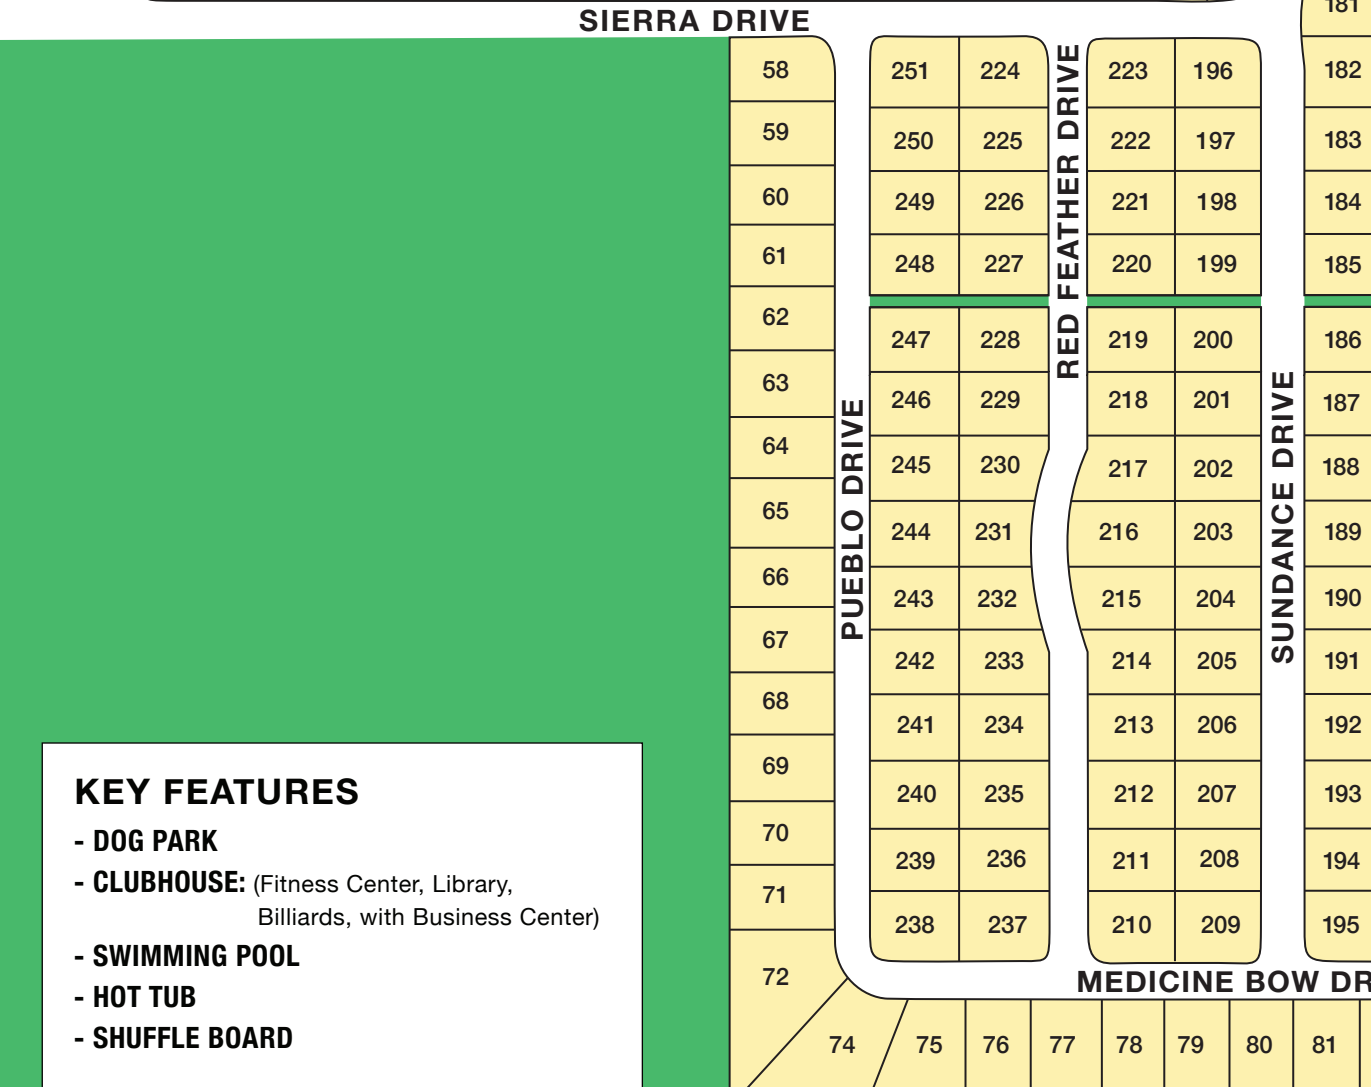 181
SIERRA DRIVE
58 251 224 223 196 182
59 250 225 222 197 183
60 249 226 221 198 184
61 248 227 220 199 185
RED FEATHER DRIVE
62 247 228 219 200 186
63 246 229 218 201 187
64 245 230 217 202 188
65 244 231 216 203 189
PUEBLO DRIVE
SUNDANCE DRIVE
66 243 232 215 204 190
67 242 233 214 205 191
68 241 234 213 206 192
69 240 235 212 207 193
70 239 236 211 208 194
71 238 237 210 209 195
KEY FEATURES
- DOG PARK
- CLUBHOUSE: (Fitness Center, Library,
Billiards, with Business Center)
- SWIMMING POOL
- HOT TUB
- SHUFFLE BOARD
72
MEDICINE BOW DR
74 75 76 77 78 79 80 81